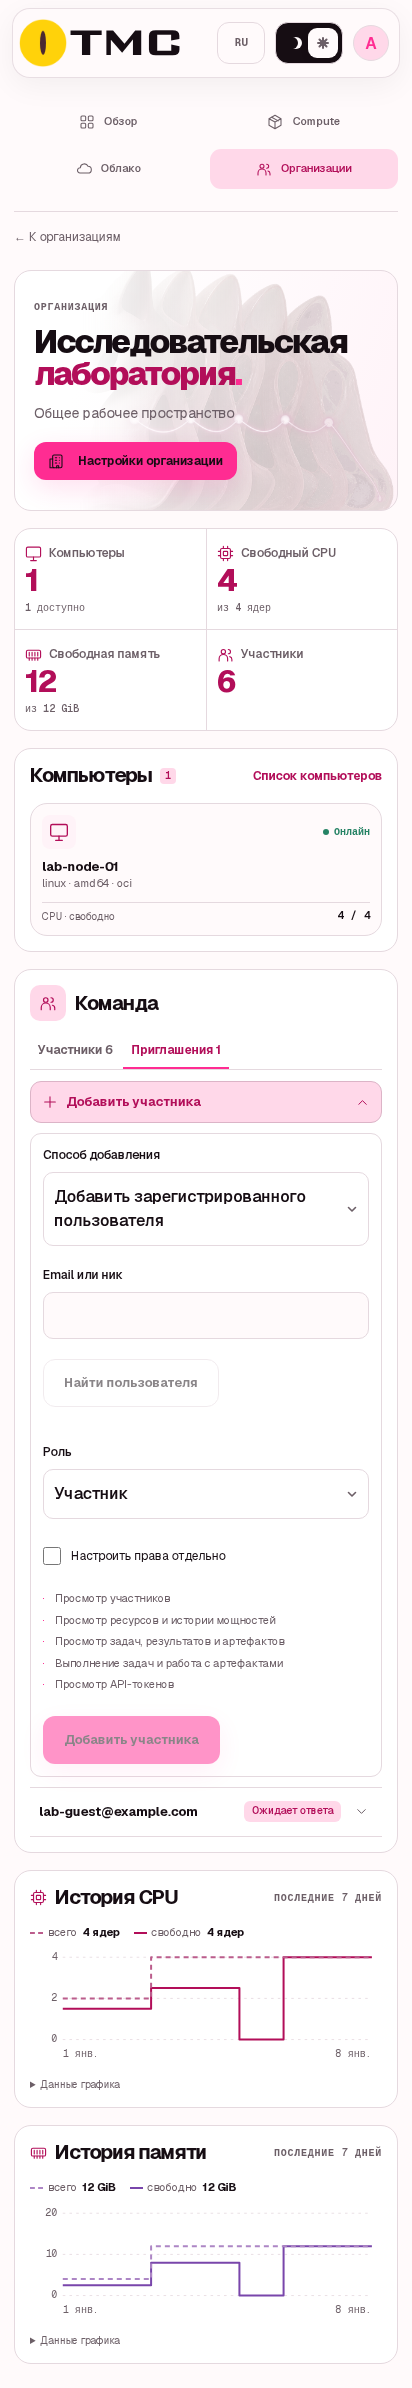 TMC
RU
A
Обзор
Compute
Облако
Организации
← К организациям
ОРГАНИЗАЦИЯ
Исследовательская
лаборатория.
Общее рабочее пространство
Настройки организации
Компьютеры
1
1 доступно
Свободный CPU
4
из 4 ядер
Свободная память
12
из 12 GiB
Участники
6
Компьютеры 1
Список компьютеров
Онлайн
lab-node-01
linux · amd64 · oci
CPU · свободно
4 / 4
Команда
Участники 6
Приглашения 1
Добавить участника
Способ добавления
Добавить зарегистрированного
пользователя
Email или ник
Найти пользователя
Роль
Участник
Настроить права отдельно
· Просмотр участников
· Просмотр ресурсов и истории мощностей
· Просмотр задач, результатов и артефактов
· Выполнение задач и работа с артефактами
· Просмотр API-токенов
Добавить участника
lab-guest@example.com
Ожидает ответа
История CPU
ПОСЛЕДНИЕ 7 ДНЕЙ
всего 4 ядер
свободно 4 ядер
4
2
0
1 янв.
8 янв.
▶ Данные графика
История памяти
ПОСЛЕДНИЕ 7 ДНЕЙ
всего 12 GiB
свободно 12 GiB
20
10
0
1 янв.
8 янв.
▶ Данные графика